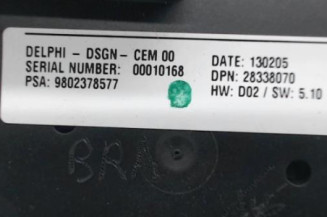 DELPHI - DSGN - CEM 00
SERIAL NUMBER: 00010168
PSA: 9802378577
DATE: 130205
DPN: 28338070
HW: D02 / SW: 5.10
BRA